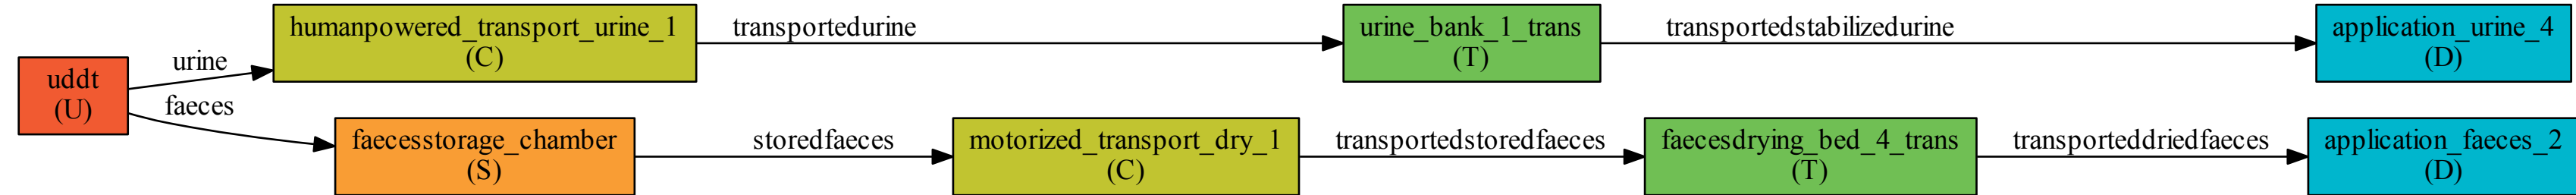 uddt
(U)
urine
faeces
humanpowered_transport_urine_1
(C)
transportedurine
urine_bank_1_trans
(T)
transportedstabilizedurine
application_urine_4
(D)
faecesstorage_chamber
(S)
storedfaeces
motorized_transport_dry_1
(C)
transportedstoredfaeces
faecesdrying_bed_4_trans
(T)
transporteddriedfaeces
application_faeces_2
(D)